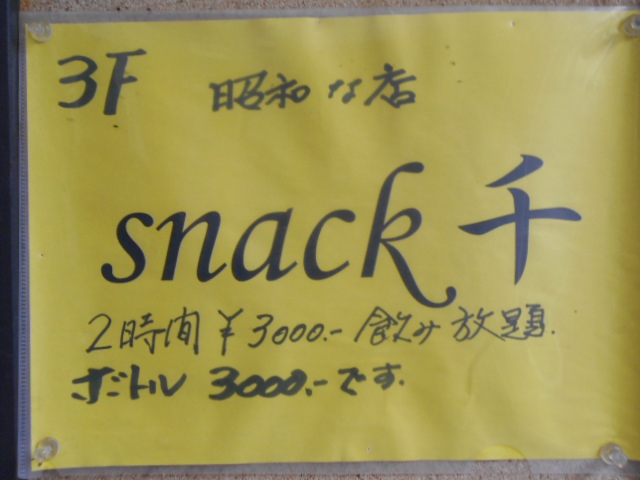 3F 昭和な店
snack 千
2時間 ¥3000.- 飲み放題.
ボトル 3000.-です.